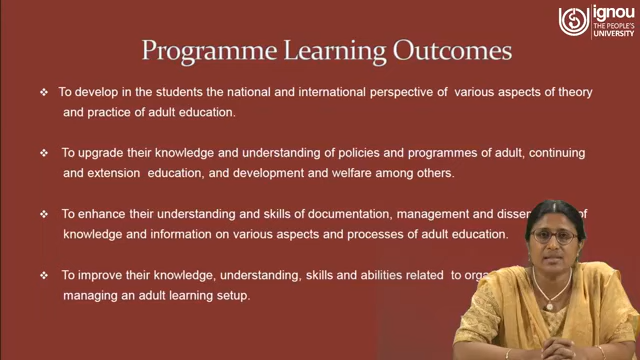 ignou
THE PEOPLE'S
UNIVERSITY
Programme Learning Outcomes
❖ To develop in the students the national and international perspective of various aspects of theory
and practice of adult education.
❖ To upgrade their knowledge and understanding of policies and programmes of adult, continuing
and extension education, and development and welfare among others.
❖ To enhance their understanding and skills of documentation, management and of
knowledge and information on various aspects and processes of adult education.
❖ To improve their knowledge, understanding, skills and abilities related to
managing an adult learning setup.